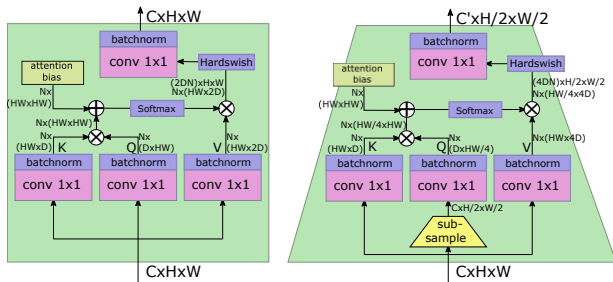 CxHxW
batchnorm
conv 1x1
Hardswish
attention
bias
(2DN)xHxW
Nx(HWx2D)
Nx
(HWxHW)
Softmax
Nx(HWxHW)
Nx
(HWxD)
K
Q
Nx
(DxHW)
V
Nx
(HWx2D)
batchnorm
conv 1x1
batchnorm
conv 1x1
batchnorm
conv 1x1
CxHxW
C'xH/2xW/2
batchnorm
conv 1x1
Hardswish
attention
bias
(4DN)xH/2xW/2
Nx(HW/4x4D)
Nx
(HWxHW)
Softmax
Nx(HW/4xHW)
Nx
(HWxD)
K
Q
Nx
(DxHW/4)
V
Nx(HWx4D)
batchnorm
conv 1x1
batchnorm
conv 1x1
batchnorm
conv 1x1
CxH/2xW/2
sub-
sample
CxHxW